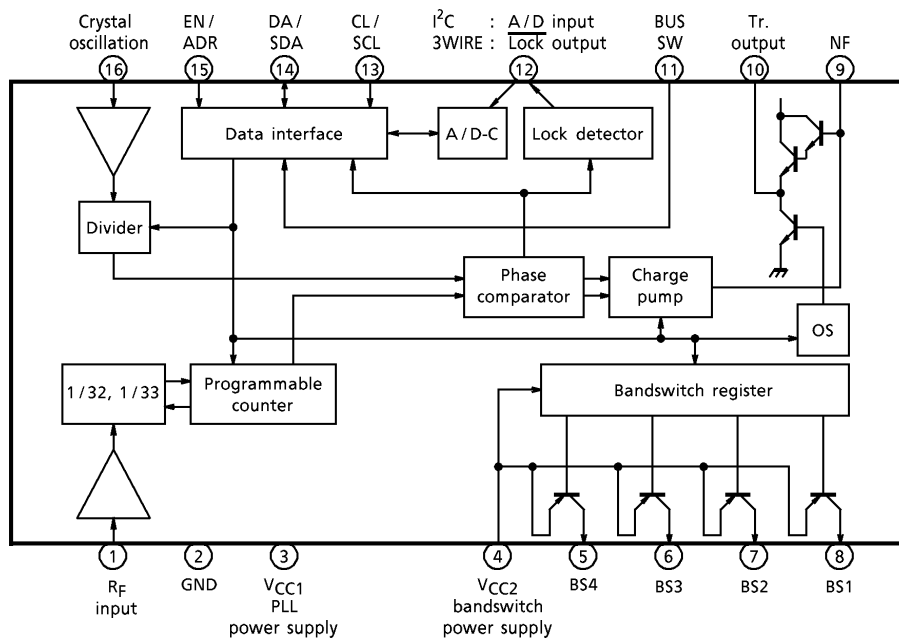 Crystal oscillation
EN / ADR
DA / SDA
CL / SCL
I²C : A / D input
3WIRE : Lock output
BUS SW
Tr. output
NF
16
15
14
13
12
11
10
9
Data interface
A / D-C
Lock detector
Divider
Phase comparator
Charge pump
OS
1 / 32, 1 / 33
Programmable counter
Bandswitch register
1
2
3
4
5
6
7
8
RF input
GND
VCC1 PLL power supply
VCC2 bandswitch power supply
BS4
BS3
BS2
BS1